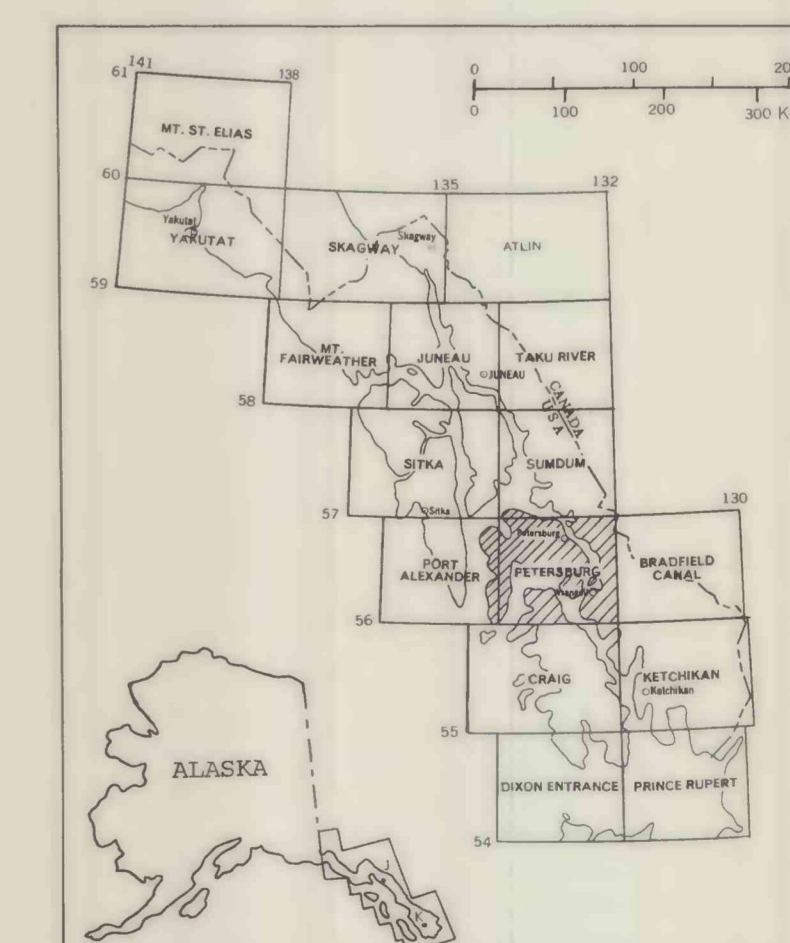 141
61
138
0 100
0 100 200 300 K
MT. ST. ELIAS
60
135
132
Yakutat
YAKUTAT
Skagway
SKAGWAY
ATLIN
59
MT.
FAIRWEATHER
JUNEAU
TAKU RIVER
JUNEAU
CANADA
USA
58
SITKA
SUMDUM
Sitka
57
130
Petersburg
PORT
ALEXANDER
PETERSBURG
BRADFIELD
CANAL
Wrangell
56
CRAIG
KETCHIKAN
Ketchikan
55
DIXON ENTRANCE
PRINCE RUPERT
54
ALASKA
J
K